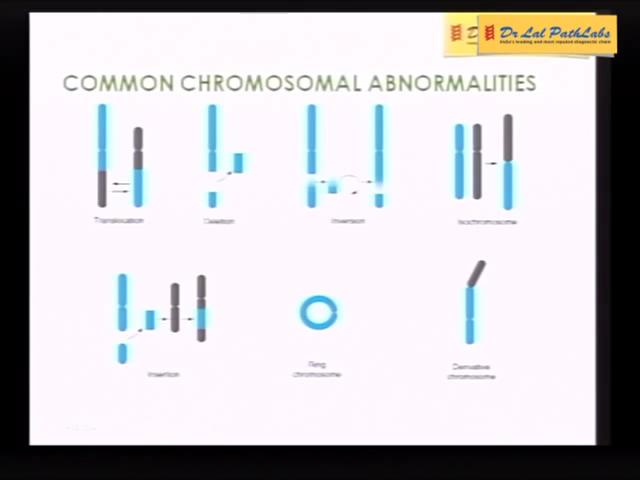 Dr Lal PathLabs
India's leading and most reputed diagnostic chain
COMMON CHROMOSOMAL ABNORMALITIES
Translocation
Deletion
Inversion
Isochromosome
Insertion
Ring
chromosome
Derivative
chromosome